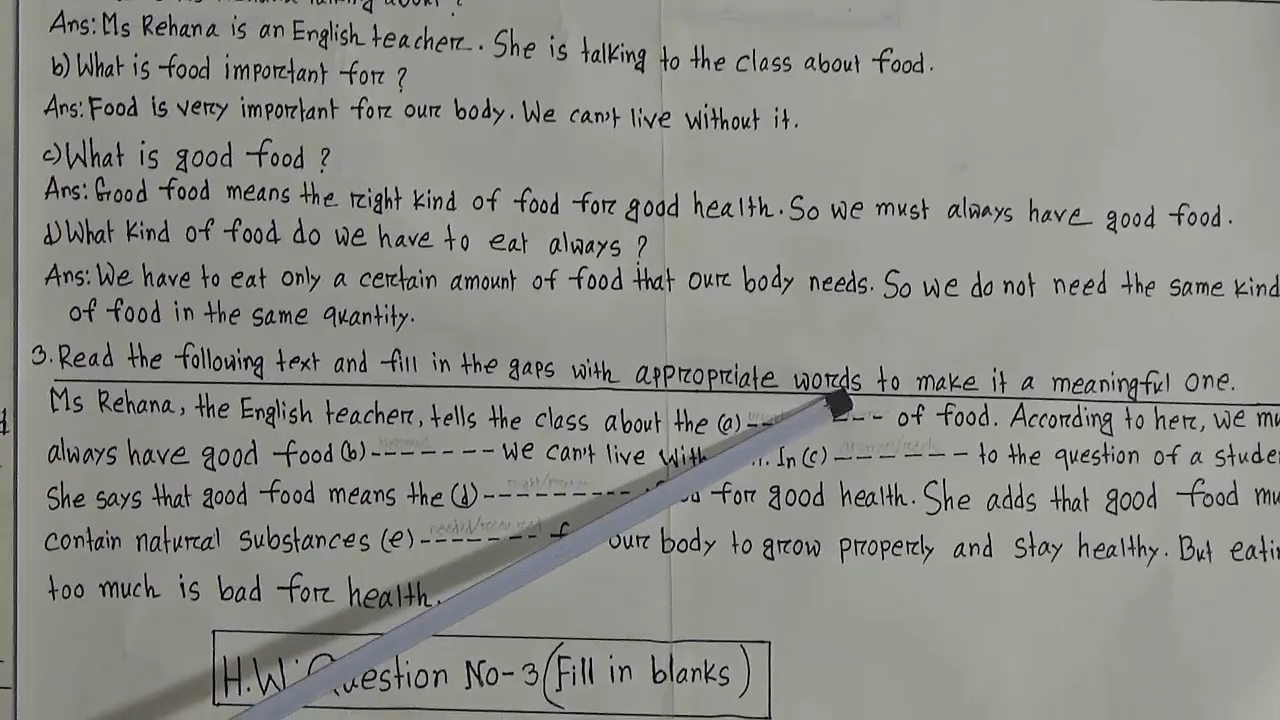 Ans: Ms Rehana is an English teacher. She is talking to the class about food.
b) What is food important for?
Ans: Food is very important for our body. We can't live without it.
c) What is good food?
Ans: Good food means the right kind of food for good health. So we must always have good food.
d) What kind of food do we have to eat always?
Ans: We have to eat only a certain amount of food that our body needs. So we do not need the same kind
of food in the same quantity.
3. Read the following text and fill in the gaps with appropriate words to make it a meaningful one.
Ms Rehana, the English teacher, tells the class about the (a) ------- of food. According to her, we mu
always have good food (b) ------- we can't live with In (c) ------- to the question of a stude
She says that good food means the (d) --------- for good health. She adds that good food mu
contain natural substances (e) ------- our body to grow properly and stay healthy. But eati
too much is bad for health.
H.W: Question No-3 (Fill in blanks)